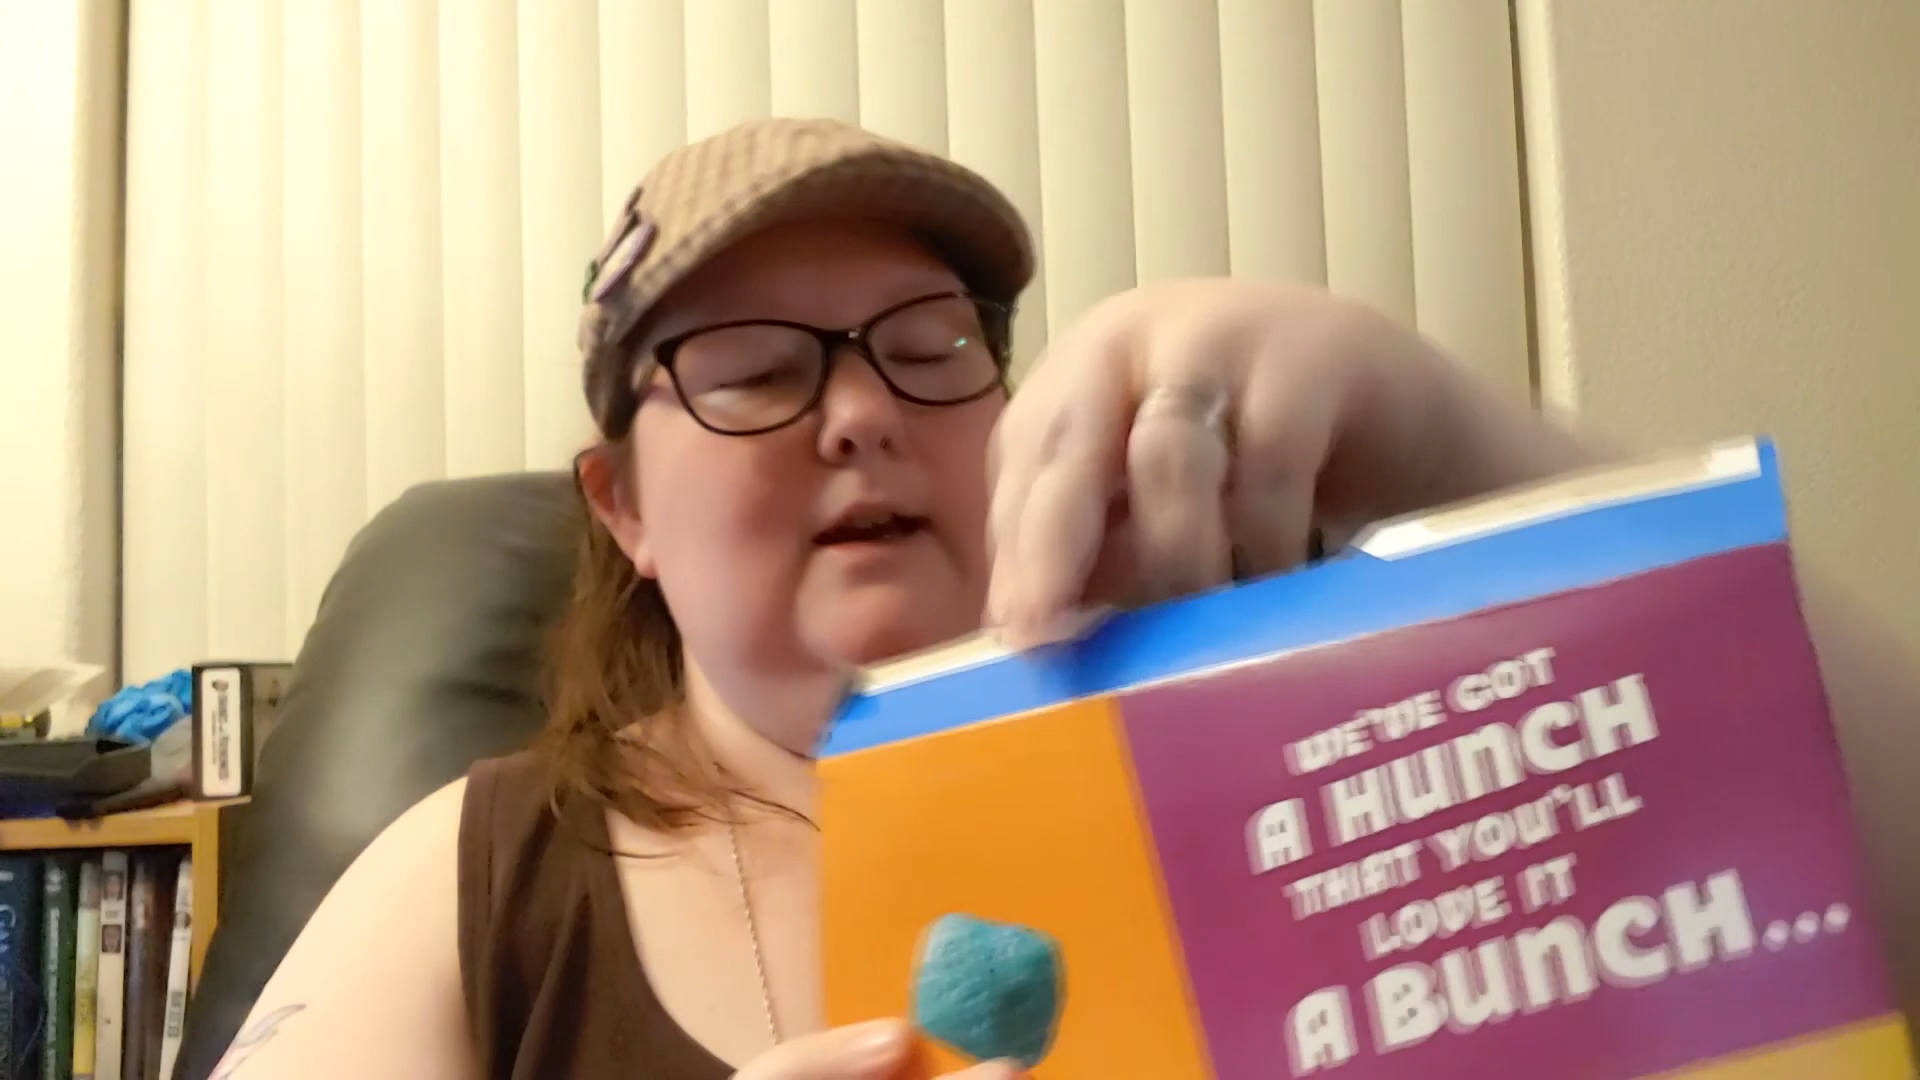 WE'VE GOT
A HUNCH
THAT YOU'LL
LOVE IT
A BUNCH...